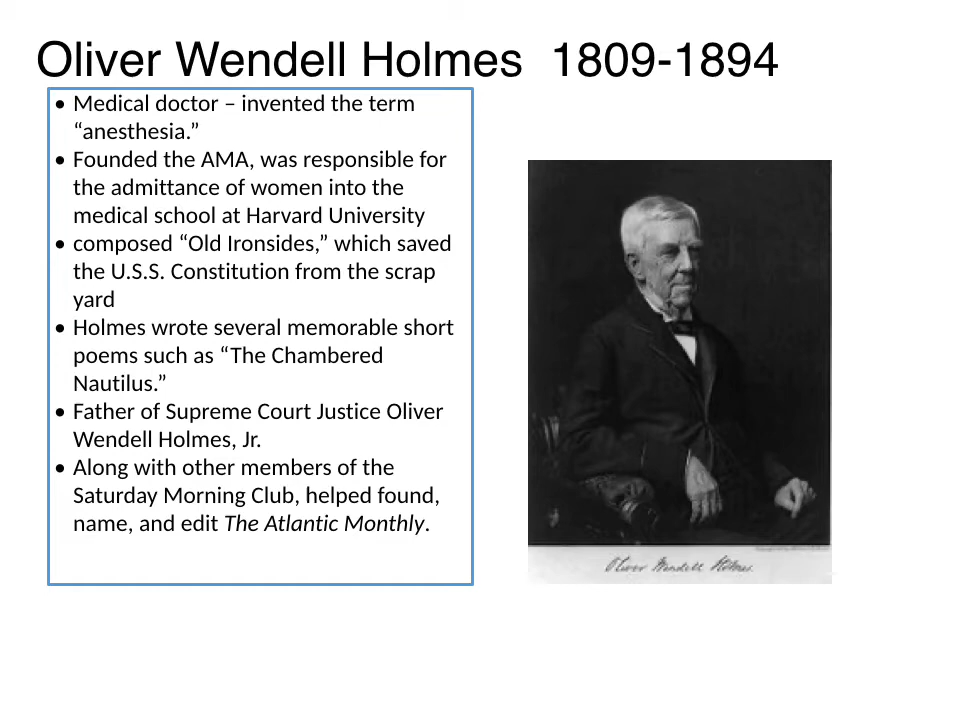 Oliver Wendell Holmes  1809-1894
• Medical doctor – invented the term
“anesthesia.”
• Founded the AMA, was responsible for
the admittance of women into the
medical school at Harvard University
• composed “Old Ironsides,” which saved
the U.S.S. Constitution from the scrap
yard
• Holmes wrote several memorable short
poems such as “The Chambered
Nautilus.”
• Father of Supreme Court Justice Oliver
Wendell Holmes, Jr.
• Along with other members of the
Saturday Morning Club, helped found,
name, and edit The Atlantic Monthly.
Oliver Wendell Holmes.